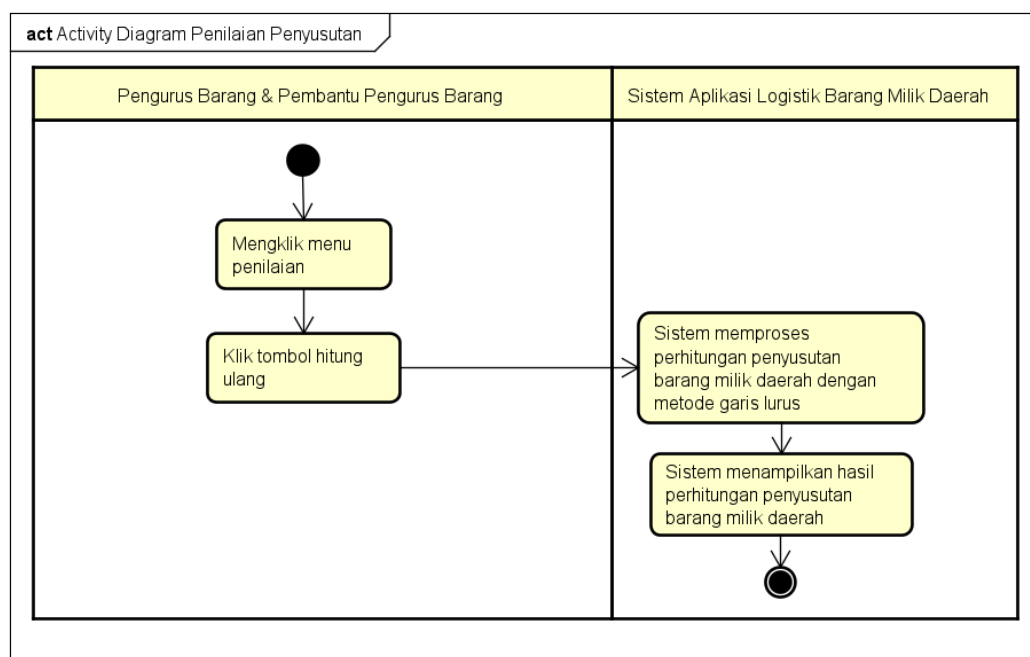 act Activity Diagram Penilaian Penyusutan
Pengurus Barang & Pembantu Pengurus Barang
Sistem Aplikasi Logistik Barang Milik Daerah
Mengklik menu
penilaian
Klik tombol hitung
ulang
Sistem memproses
perhitungan penyusutan
barang milik daerah dengan
metode garis lurus
Sistem menampilkan hasil
perhitungan penyusutan
barang milik daerah